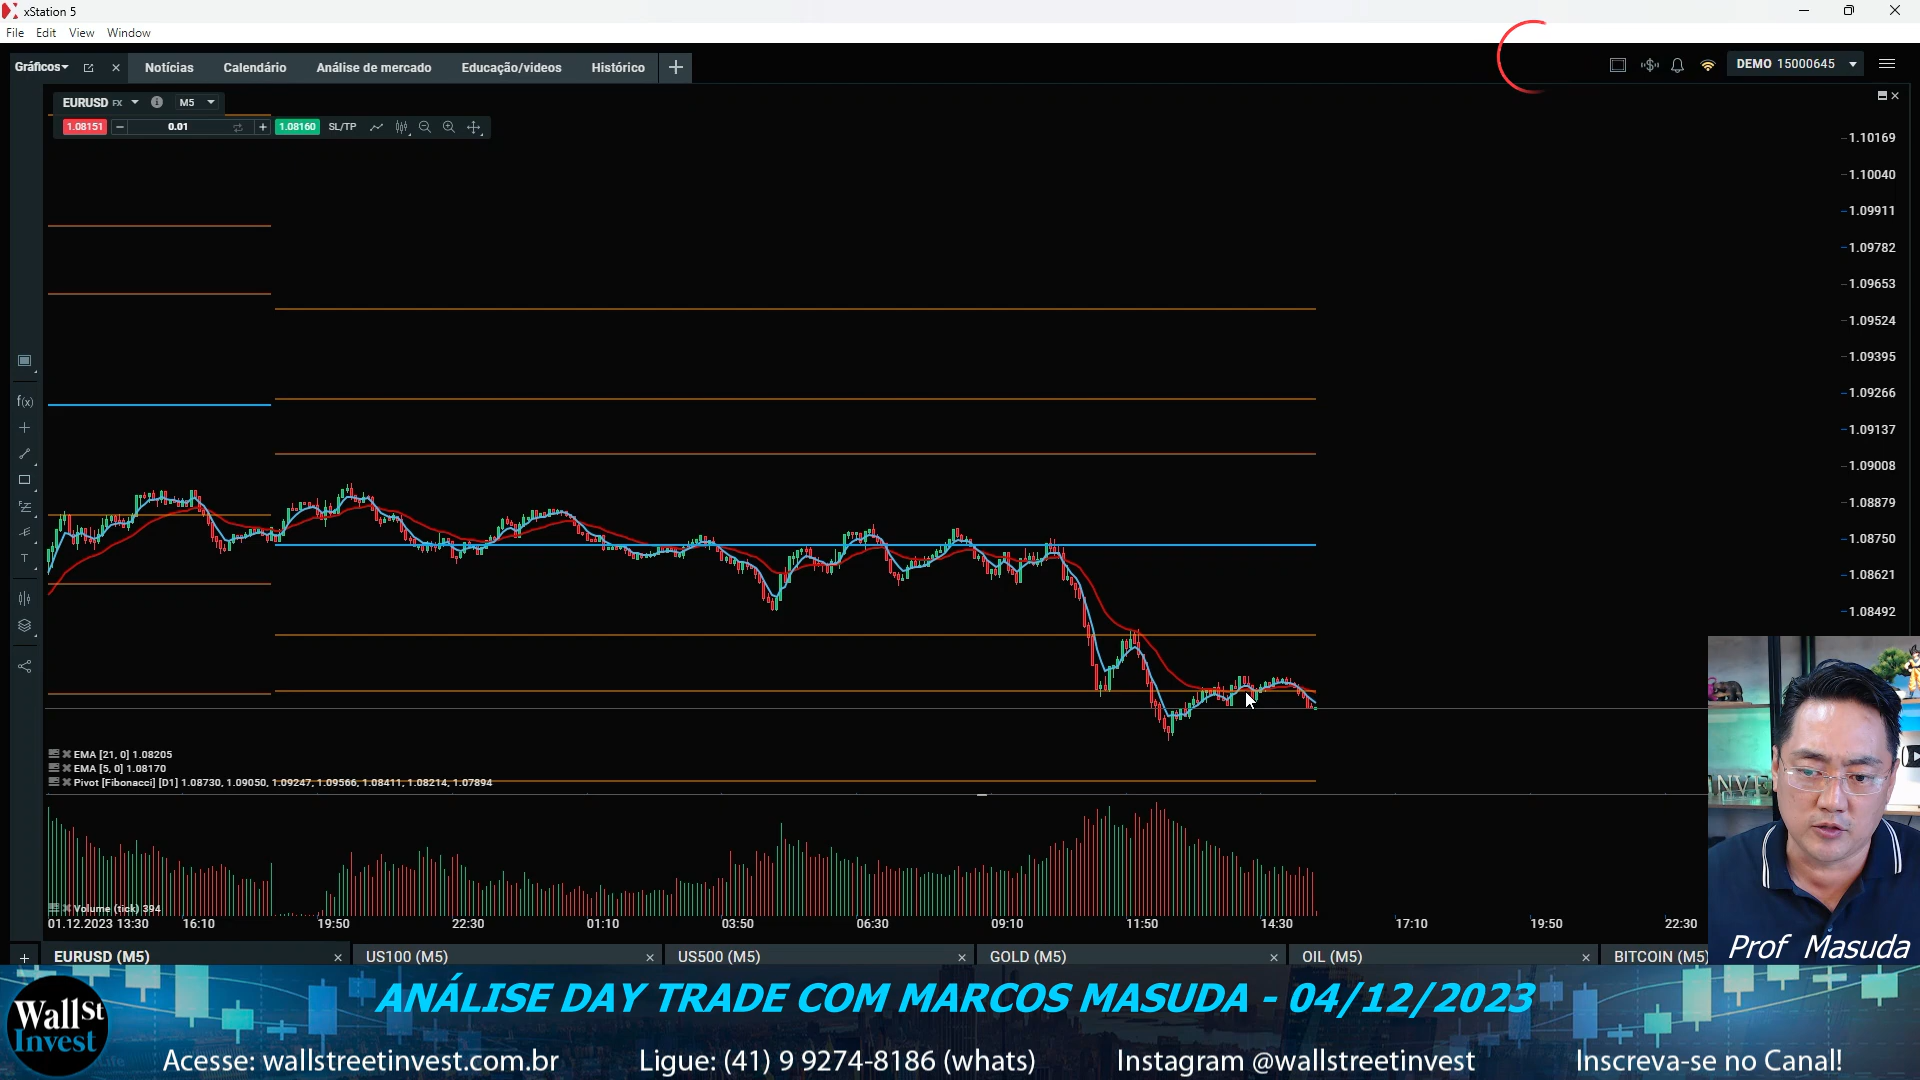 xStation 5
File Edit View Window
Gráficos Notícias Calendário Análise de mercado Educação/videos Histórico
DEMO 15000645
EURUSD FX M5
1.08151 0.01 1.08160 SL/TP
1.10169
1.10040
1.09911
1.09782
1.09653
1.09524
1.09395
1.09266
1.09137
1.09008
1.08879
1.08750
1.08621
1.08492
f(x)
T
EMA [21, 0] 1.08205
EMA [5, 0] 1.08170
Pivot [Fibonacci] [D1] 1.08730, 1.09050, 1.09247, 1.09566, 1.08411, 1.08214, 1.07894
Volume (tick) 394
01.12.2023 13:30 16:10 19:50 22:30 01:10 03:50 06:30 09:10 11:50 14:30 17:10 19:50 22:30
EURUSD (M5) US100 (M5) US500 (M5) GOLD (M5) OIL (M5) BITCOIN (M5)
Prof Masuda
ANÁLISE DAY TRADE COM MARCOS MASUDA - 04/12/2023
Wall St
Invest
Acesse: wallstreetinvest.com.br Ligue: (41) 9 9274-8186 (whats) Instagram @wallstreetinvest Inscreva-se no Canal!